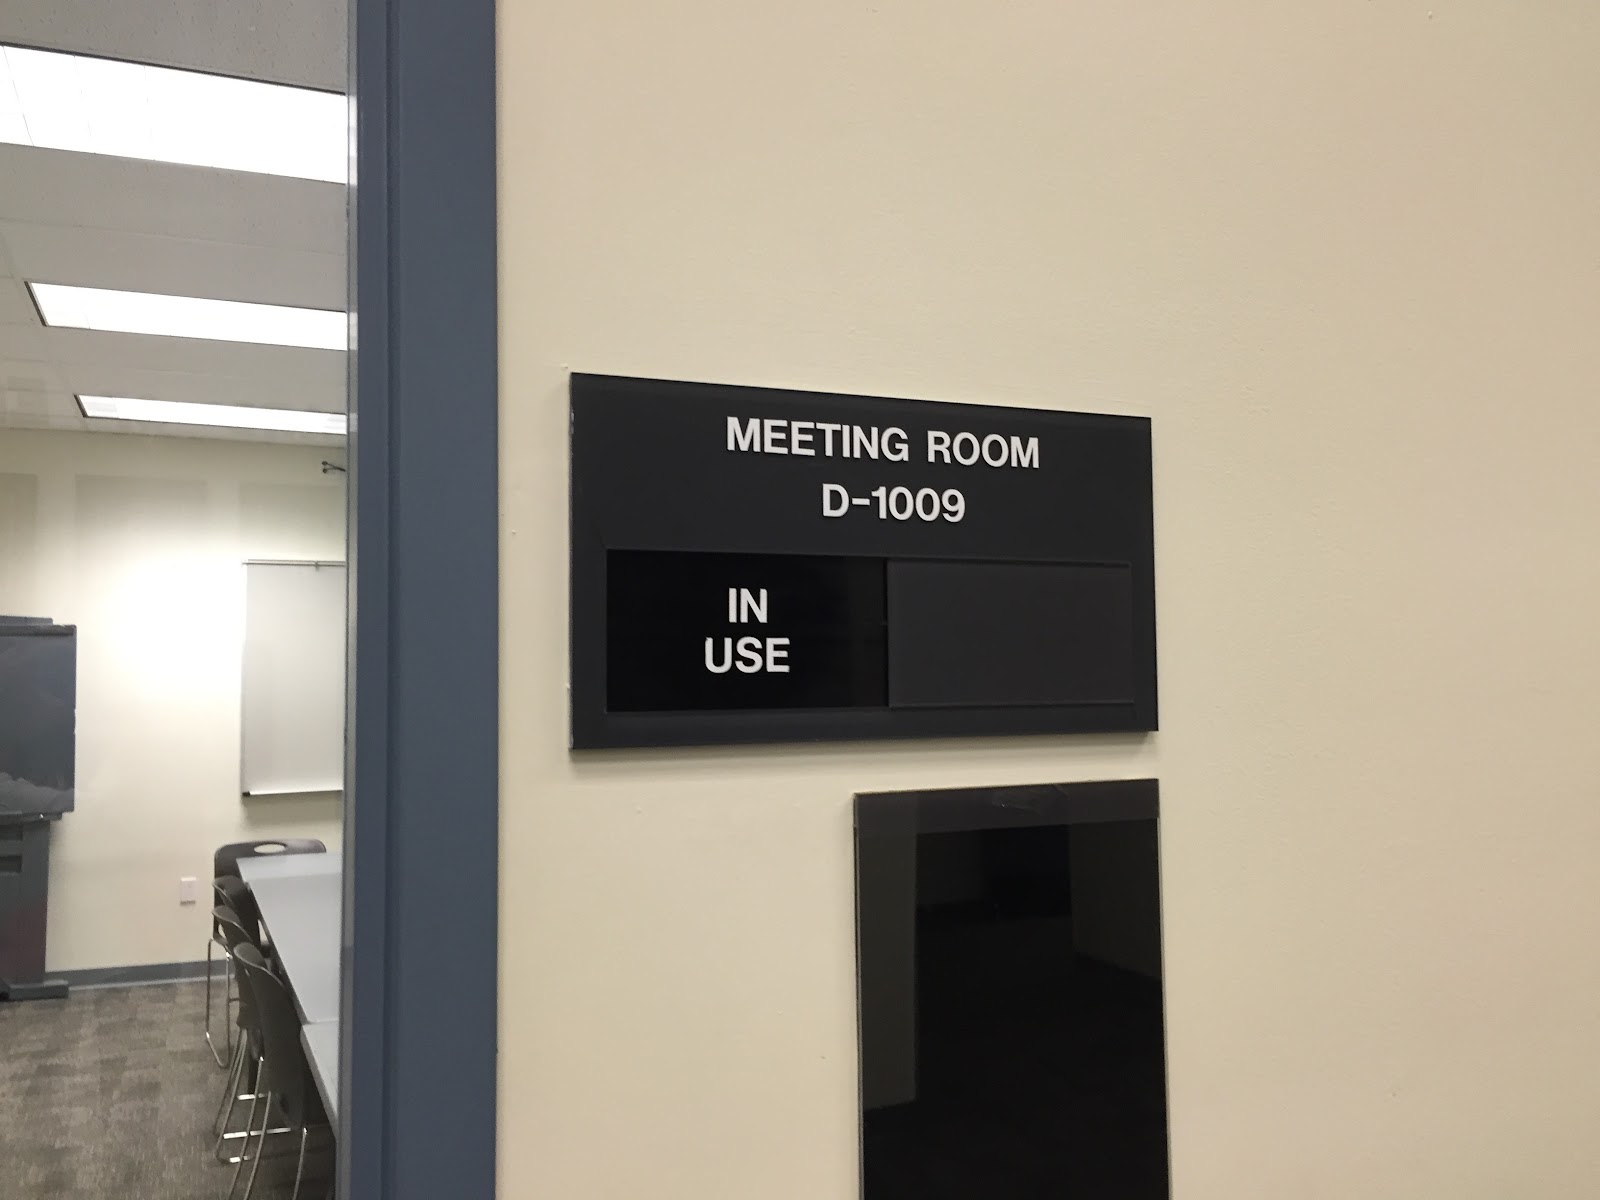 MEETING ROOM
D-1009
IN
USE